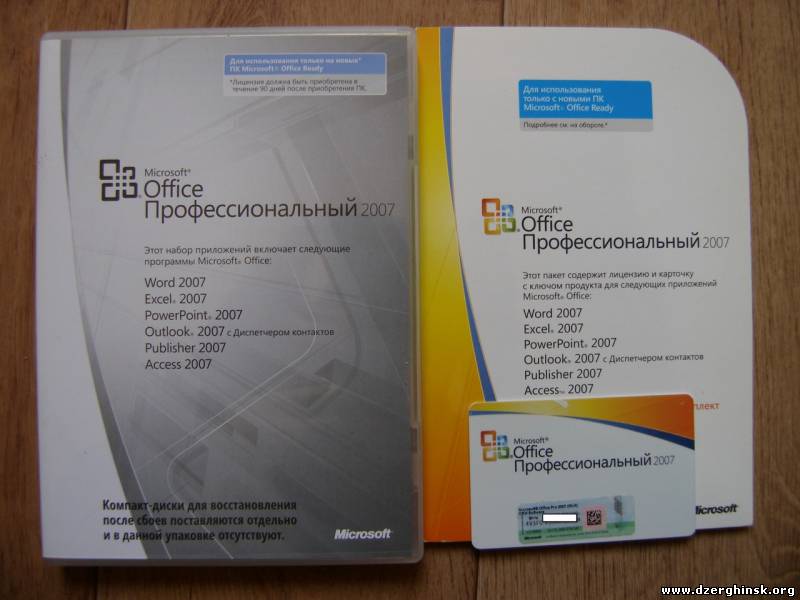 Для использования только на новых*
ПК Microsoft® Office Ready
*Лицензия должна быть приобретена в
течение 90 дней после приобретения ПК.
Microsoft®
Office
Профессиональный 2007
Этот набор приложений включает следующие
программы Microsoft® Office:
Word 2007
Excel® 2007
PowerPoint® 2007
Outlook® 2007 с Диспетчером контактов
Publisher 2007
Access 2007
Компакт-диски для восстановления
после сбоев поставляются отдельно
и в данной упаковке отсутствуют.
Microsoft
Для использования
только с новыми ПК
Microsoft® Office Ready
Подробнее см. на обороте.*
Microsoft®
Office
Профессиональный 2007
Этот пакет содержит лицензию и карточку
с ключом продукта для следующих приложений
Microsoft® Office:
Word 2007
Excel® 2007
PowerPoint® 2007
Outlook® 2007 с Диспетчером контактов
Publisher 2007
Access™ 2007
Microsoft®
Office
Профессиональный 2007
www.dzerghinsk.org